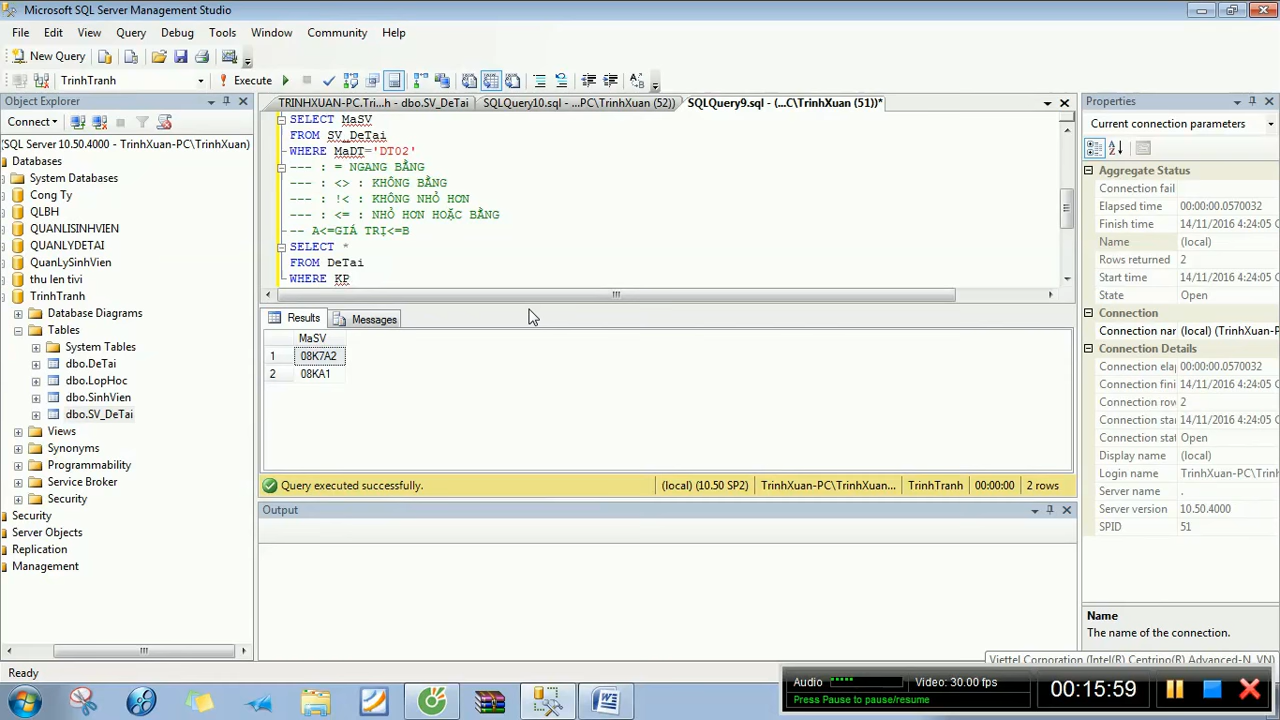 Microsoft SQL Server Management Studio
File Edit View Query Debug Tools Window Community Help
New Query
TrinhTranh Execute
Object Explorer
Connect
(SQL Server 10.50.4000 - TrinhXuan-PC\TrinhXuan)
Databases
System Databases
Cong Ty
QLBH
QUANLISINHVIEN
QUANLYDETAI
QuanLySinhVien
thu len tivi
TrinhTranh
Database Diagrams
Tables
System Tables
dbo.DeTai
dbo.LopHoc
dbo.SinhVien
dbo.SV_DeTai
Views
Synonyms
Programmability
Service Broker
Security
Security
Server Objects
Replication
Management
TRINHXUAN-PC.Tri...h - dbo.SV_DeTai SQLQuery10.sql - ...PC\TrinhXuan (52)) SQLQuery9.sql - (...C\TrinhXuan (51))*
SELECT MaSV
FROM SV_DeTai
WHERE MaDT='DT02'
--- : = NGANG BẰNG
--- : <> : KHÔNG BẰNG
--- : !< : KHÔNG NHỎ HƠN
--- : <= : NHỎ HƠN HOẶC BẰNG
-- A<=GIÁ TRỊ<=B
SELECT *
FROM DeTai
WHERE KP
Results Messages
MaSV
1 08K7A2
2 08KA1
Query executed successfully. (local) (10.50 SP2) TrinhXuan-PC\TrinhXuan... TrinhTranh 00:00:00 2 rows
Output
Properties
Current connection parameters
Aggregate Status
Connection fail
Elapsed time 00:00:00.0570032
Finish time 14/11/2016 4:24:05
Name (local)
Rows returned 2
Start time 14/11/2016 4:24:05
State Open
Connection
Connection nar (local) (TrinhXuan-P
Connection Details
Connection ela 00:00:00.0570032
Connection fini 14/11/2016 4:24:05
Connection row 2
Connection star 14/11/2016 4:24:05
Connection stat Open
Display name (local)
Login name TrinhXuan-PC\Trinh
Server name .
Server version 10.50.4000
SPID 51
Name
The name of the connection.
Ready
Viettel Corporation (Intel(R) Centrino(R) Advanced-N, VN)
Audio Video: 30.00 fps
Press Pause to pause/resume
00:15:59